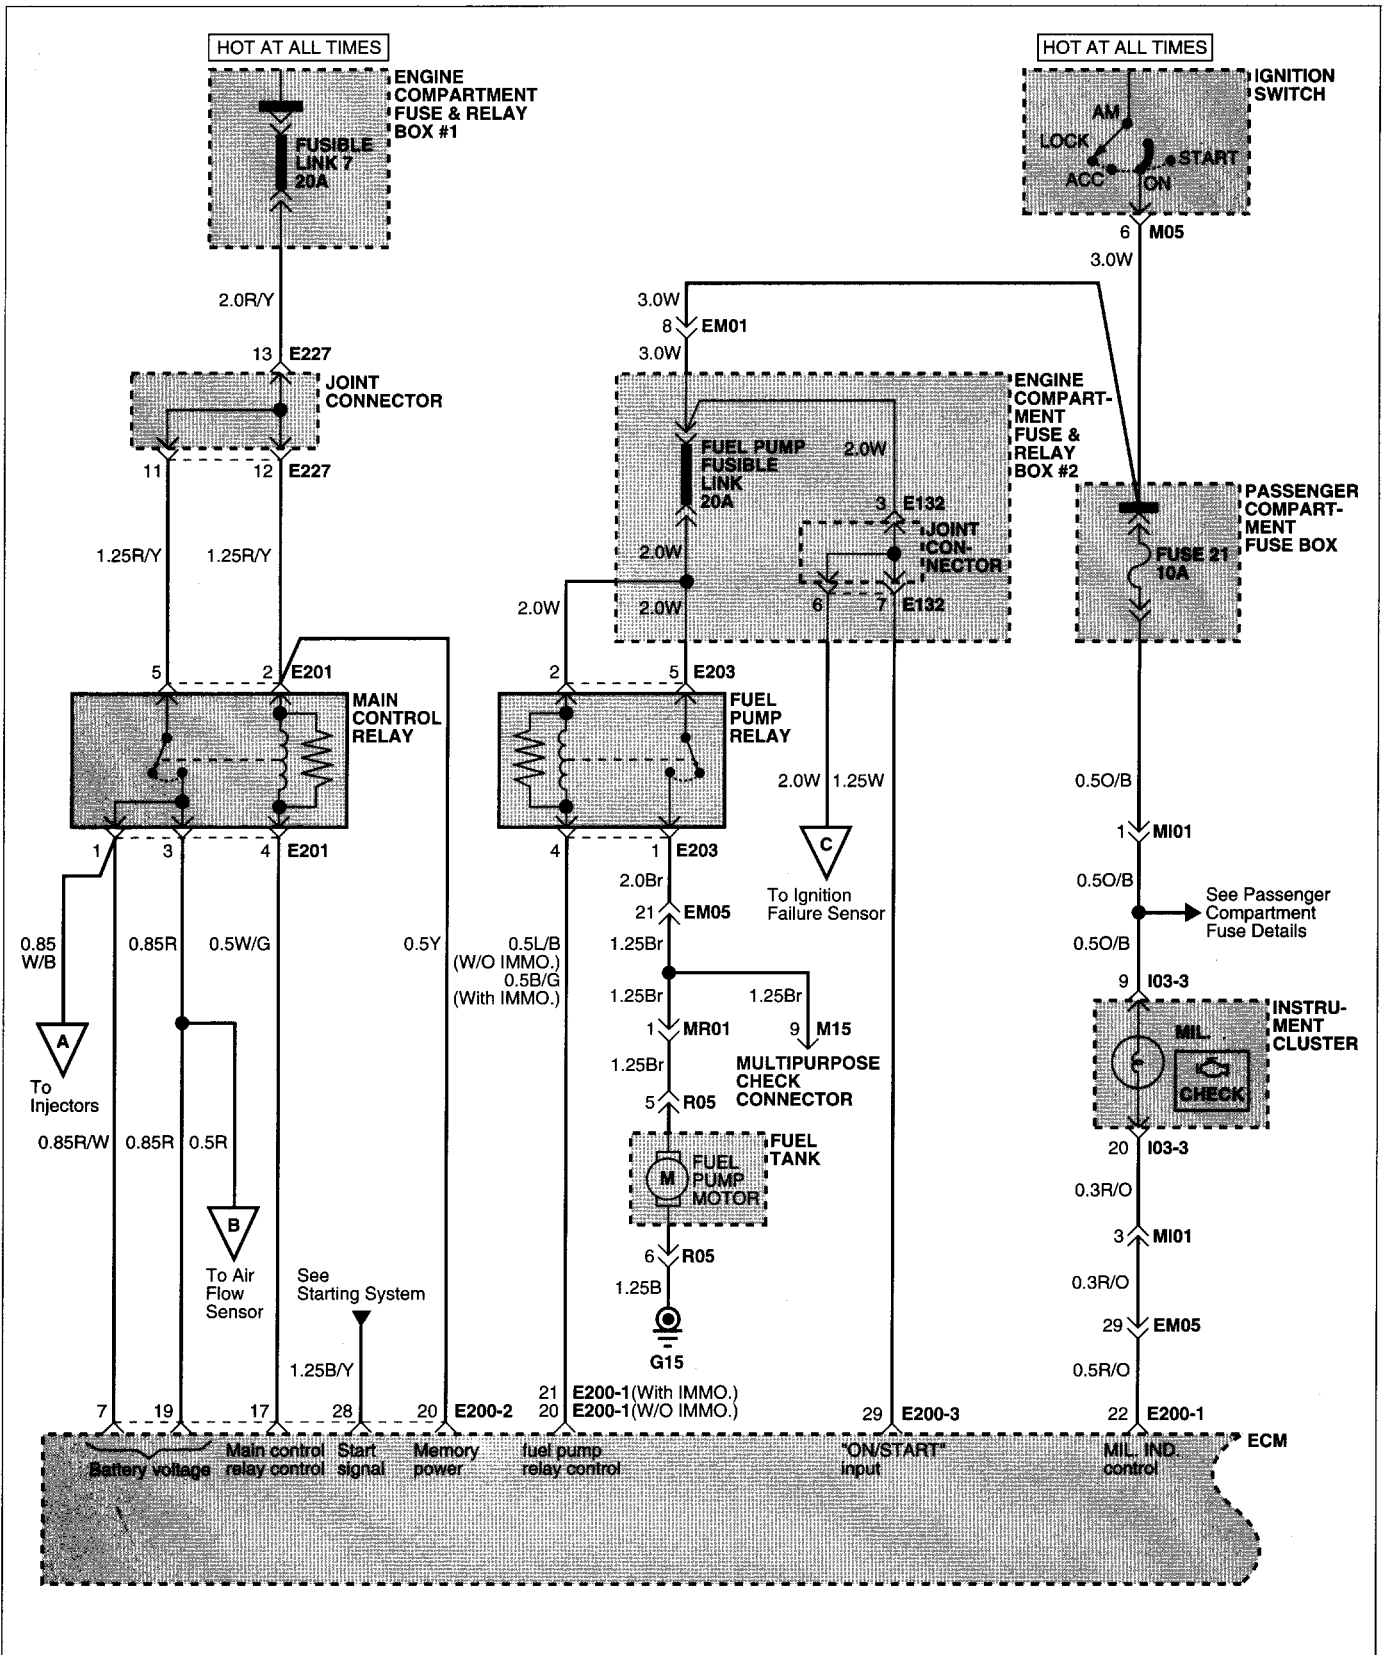 HOT AT ALL TIMES
ENGINE
COMPARTMENT
FUSE & RELAY
BOX #1
FUSIBLE
LINK 7
20A
HOT AT ALL TIMES
IGNITION
SWITCH
AM
LOCK
START
ACC
ON
6 M05
3.0W
2.0R/Y
13 E227
JOINT
CONNECTOR
11
12 E227
1.25R/Y
1.25R/Y
3.0W
8 EM01
3.0W
ENGINE
COMPART-
MENT
FUSE &
RELAY
BOX #2
FUEL PUMP
FUSIBLE
LINK
20A
2.0W
3 E132
JOINT
CON-
NECTOR
2.0W
2.0W
2.0W
6
7 E132
PASSENGER
COMPART-
MENT
FUSE BOX
FUSE 21
10A
5
2 E201
MAIN
CONTROL
RELAY
2
5 E203
FUEL
PUMP
RELAY
2.0W
1.25W
0.5O/B
1 MI01
0.5O/B
See Passenger
Compartment
Fuse Details
0.5O/B
9 I03-3
1
3
4 E201
4
1 E203
2.0Br
21 EM05
C
To Ignition
Failure Sensor
0.85
W/B
0.85R
0.5W/G
0.5Y
0.5L/B
(W/O IMMO.)
0.5B/G
(With IMMO.)
1.25Br
1.25Br
1.25Br
1 MR01
9 M15
MULTIPURPOSE
CHECK
CONNECTOR
1.25Br
5 R05
INSTRU-
MENT
CLUSTER
MIL.
CHECK
A
To
Injectors
0.85R/W
0.85R
0.5R
FUEL
TANK
FUEL
PUMP
MOTOR
M
20 I03-3
0.3R/O
3 MI01
B
To Air
Flow
Sensor
See
Starting System
6 R05
1.25B
G15
0.3R/O
29 EM05
1.25B/Y
0.5R/O
7
19
17
28
20 E200-2
21 E200-1(With IMMO.)
20 E200-1(W/O IMMO.)
29 E200-3
22 E200-1
ECM
Battery voltage
Main control
relay control
Start
signal
Memory
power
fuel pump
relay control
"ON/START"
input
MIL. IND.
control